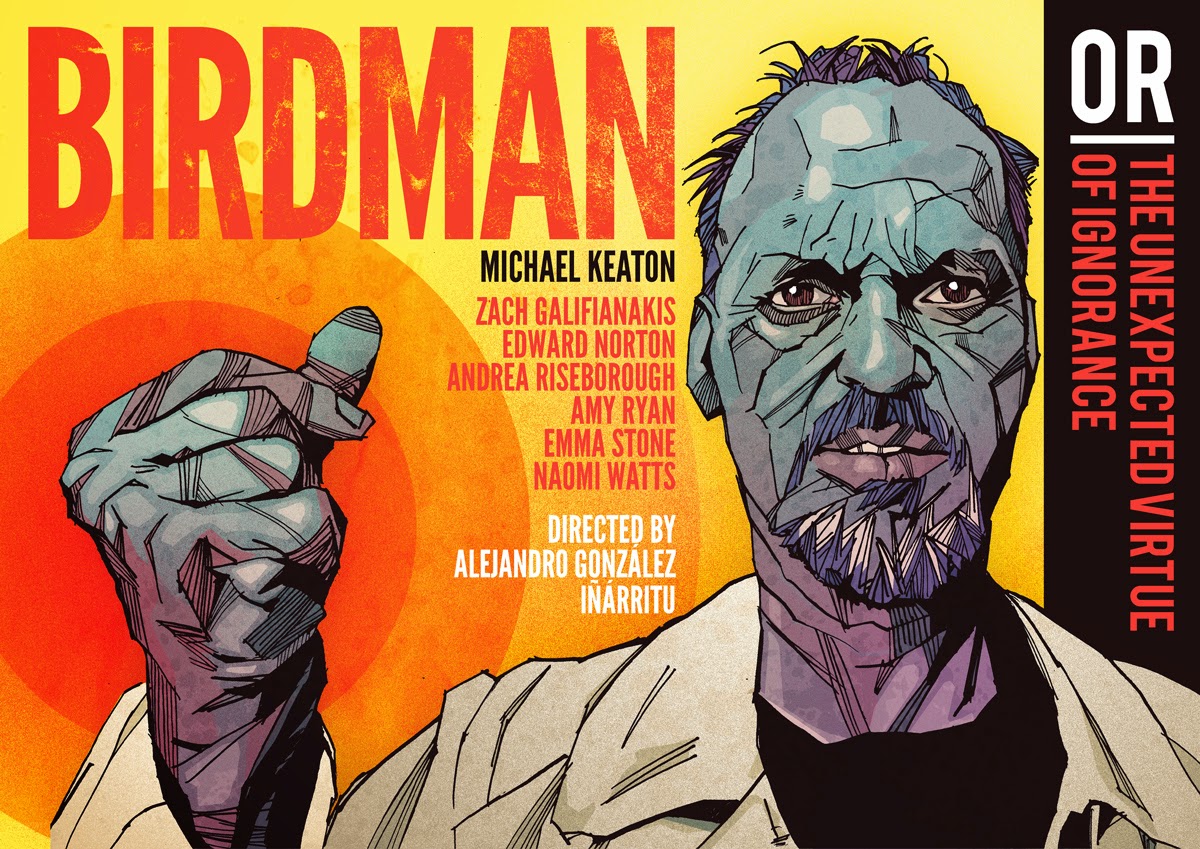 BIRDMAN
MICHAEL KEATON
ZACH GALIFIANAKIS
EDWARD NORTON
ANDREA RISEBOROUGH
AMY RYAN
EMMA STONE
NAOMI WATTS
DIRECTED BY
ALEJANDRO GONZÁLEZ
IÑÁRRITU
OR
THE UNEXPECTED VIRTUE
OF IGNORANCE